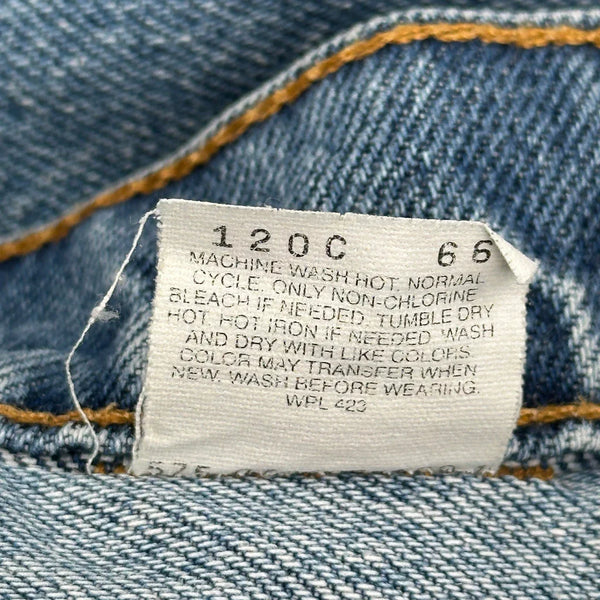 120C 66
MACHINE WASH HOT, NORMAL
CYCLE. ONLY NON-CHLORINE
BLEACH IF NEEDED. TUMBLE DRY
HOT. HOT IRON IF NEEDED. WASH
AND DRY WITH LIKE COLORS.
COLOR MAY TRANSFER WHEN
NEW. WASH BEFORE WEARING.
WPL 423